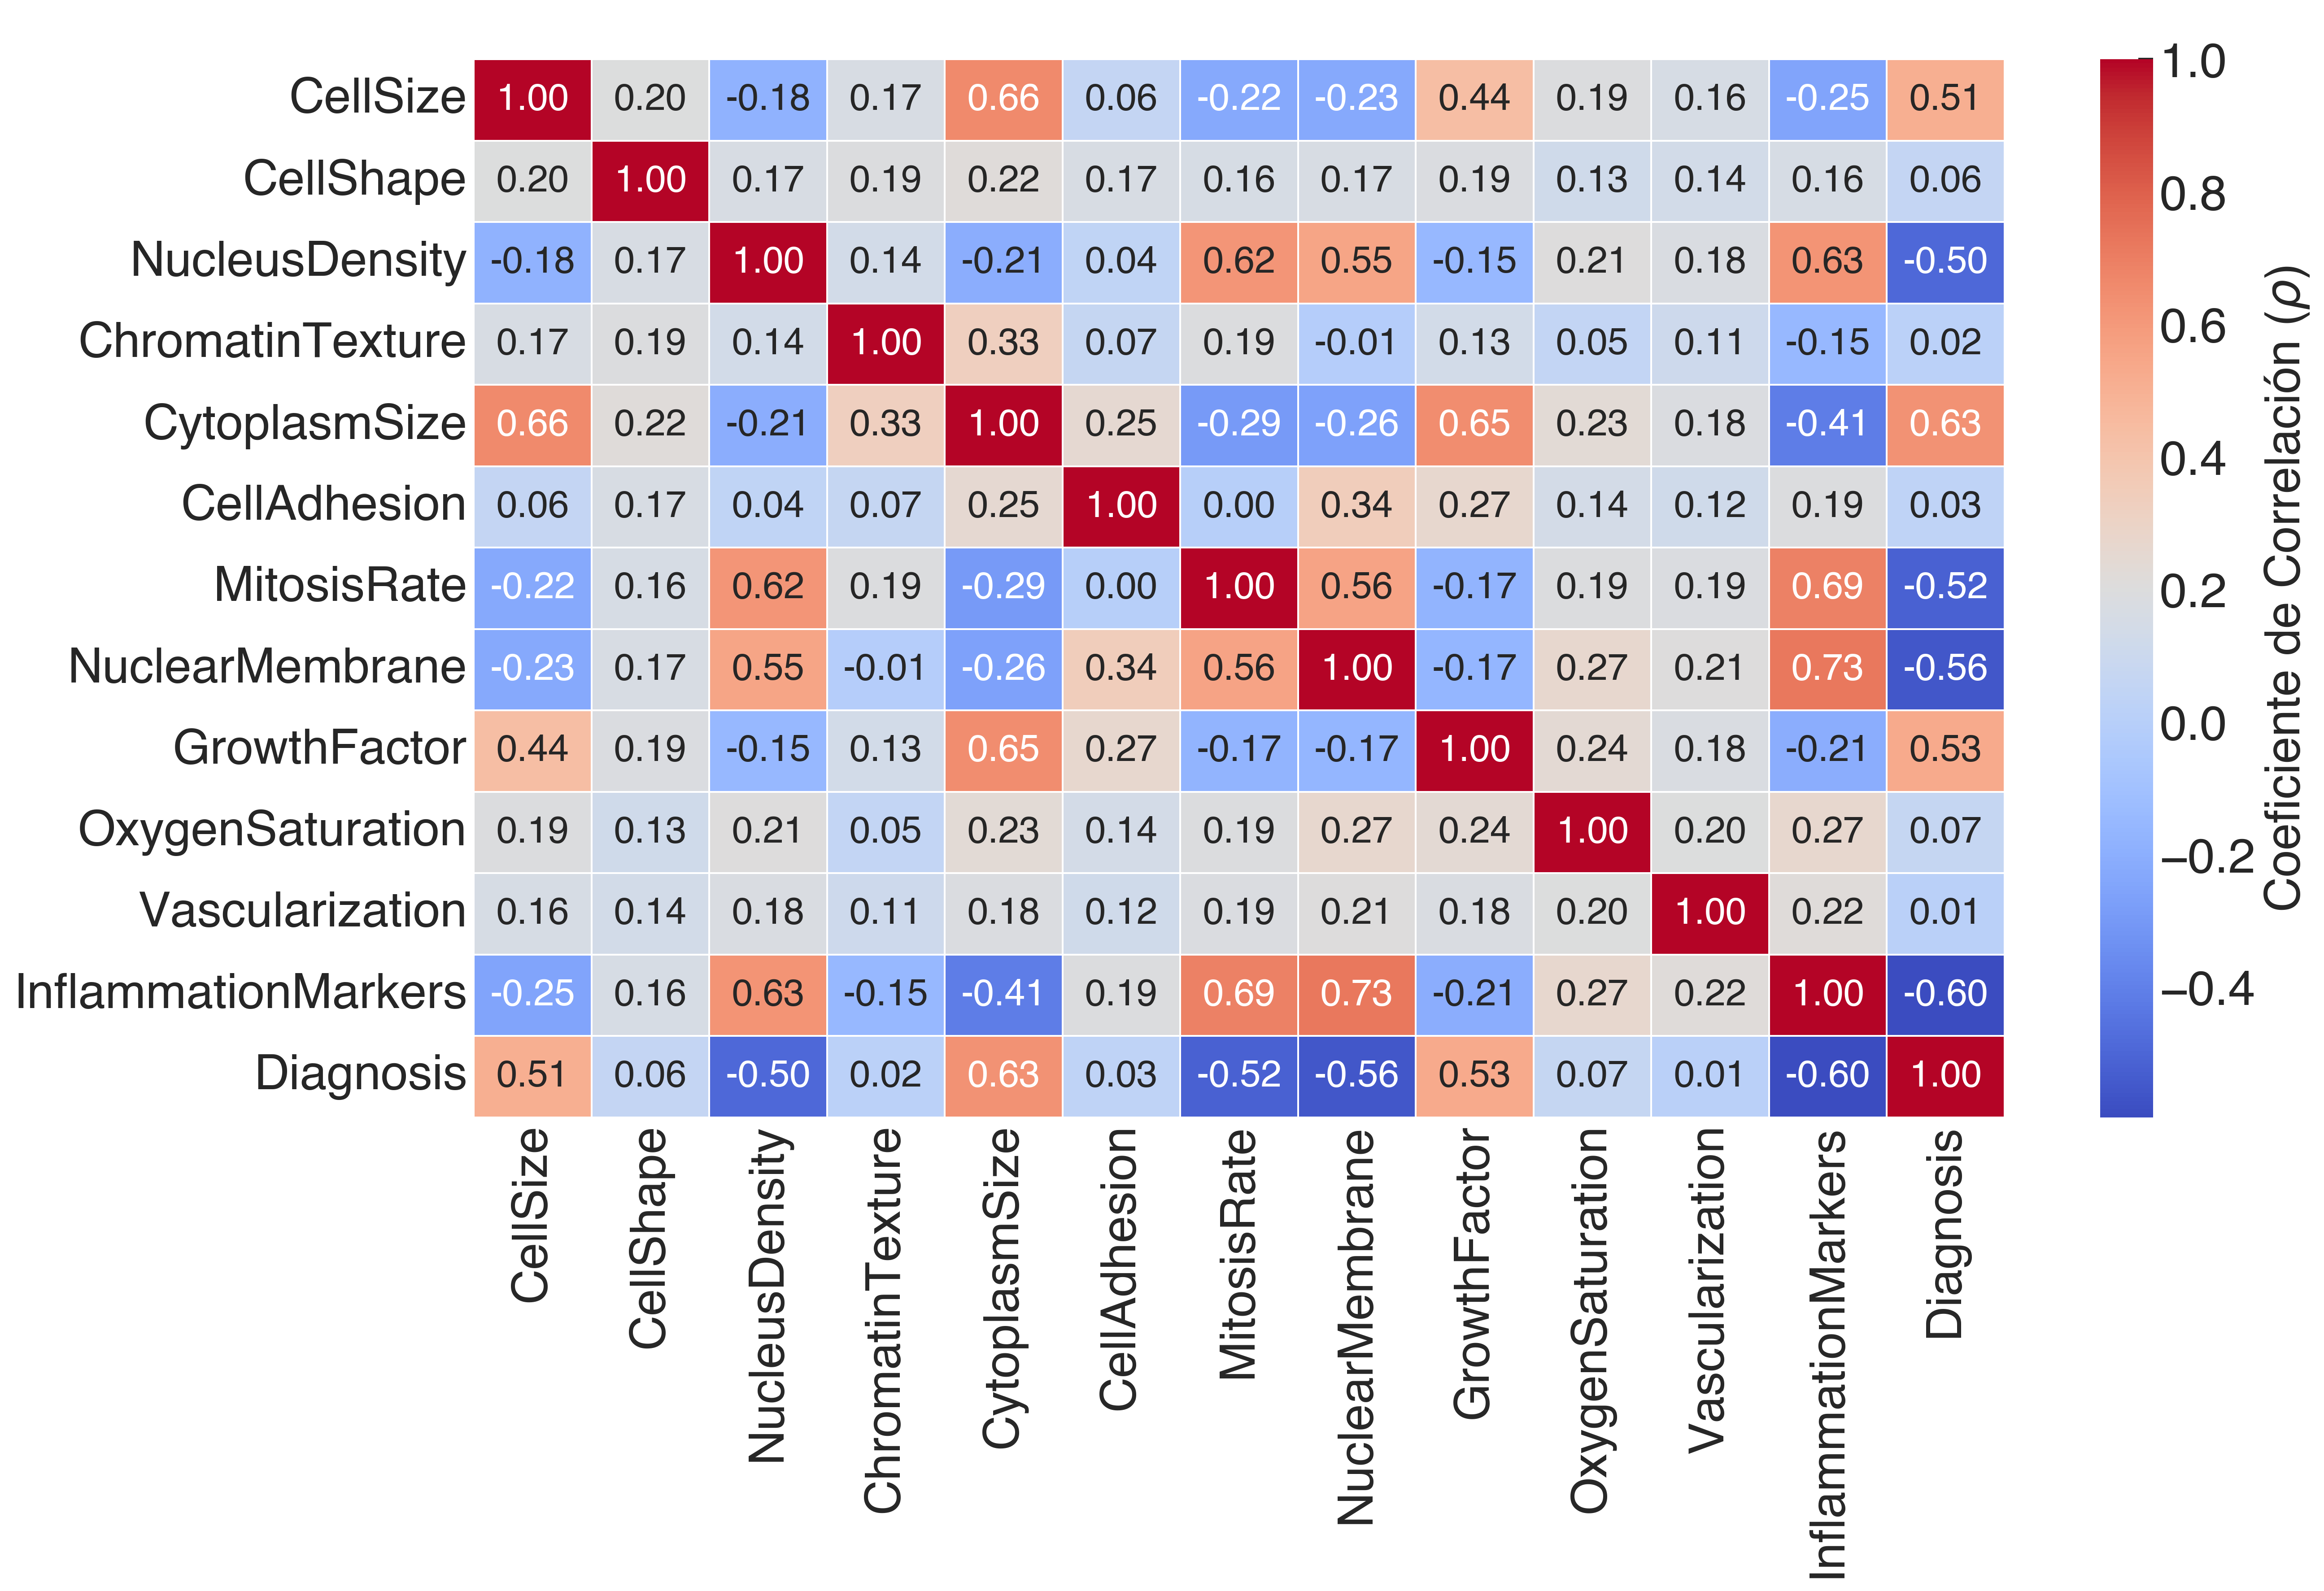 CellSize 1.00 0.20 -0.18 0.17 0.66 0.06 -0.22 -0.23 0.44 0.19 0.16 -0.25 0.51
CellShape 0.20 1.00 0.17 0.19 0.22 0.17 0.16 0.17 0.19 0.13 0.14 0.16 0.06
NucleusDensity -0.18 0.17 1.00 0.14 -0.21 0.04 0.62 0.55 -0.15 0.21 0.18 0.63 -0.50
ChromatinTexture 0.17 0.19 0.14 1.00 0.33 0.07 0.19 -0.01 0.13 0.05 0.11 -0.15 0.02
CytoplasmSize 0.66 0.22 -0.21 0.33 1.00 0.25 -0.29 -0.26 0.65 0.23 0.18 -0.41 0.63
CellAdhesion 0.06 0.17 0.04 0.07 0.25 1.00 0.00 0.34 0.27 0.14 0.12 0.19 0.03
MitosisRate -0.22 0.16 0.62 0.19 -0.29 0.00 1.00 0.56 -0.17 0.19 0.19 0.69 -0.52
NuclearMembrane -0.23 0.17 0.55 -0.01 -0.26 0.34 0.56 1.00 -0.17 0.27 0.21 0.73 -0.56
GrowthFactor 0.44 0.19 -0.15 0.13 0.65 0.27 -0.17 -0.17 1.00 0.24 0.18 -0.21 0.53
OxygenSaturation 0.19 0.13 0.21 0.05 0.23 0.14 0.19 0.27 0.24 1.00 0.20 0.27 0.07
Vascularization 0.16 0.14 0.18 0.11 0.18 0.12 0.19 0.21 0.18 0.20 1.00 0.22 0.01
InflammationMarkers -0.25 0.16 0.63 -0.15 -0.41 0.19 0.69 0.73 -0.21 0.27 0.22 1.00 -0.60
Diagnosis 0.51 0.06 -0.50 0.02 0.63 0.03 -0.52 -0.56 0.53 0.07 0.01 -0.60 1.00
CellSize
CellShape
NucleusDensity
ChromatinTexture
CytoplasmSize
CellAdhesion
MitosisRate
NuclearMembrane
GrowthFactor
OxygenSaturation
Vascularization
InflammationMarkers
Diagnosis
1.0
0.8
0.6
0.4
0.2
0.0
−0.2
−0.4
Coeficiente de Correlación (ρ)